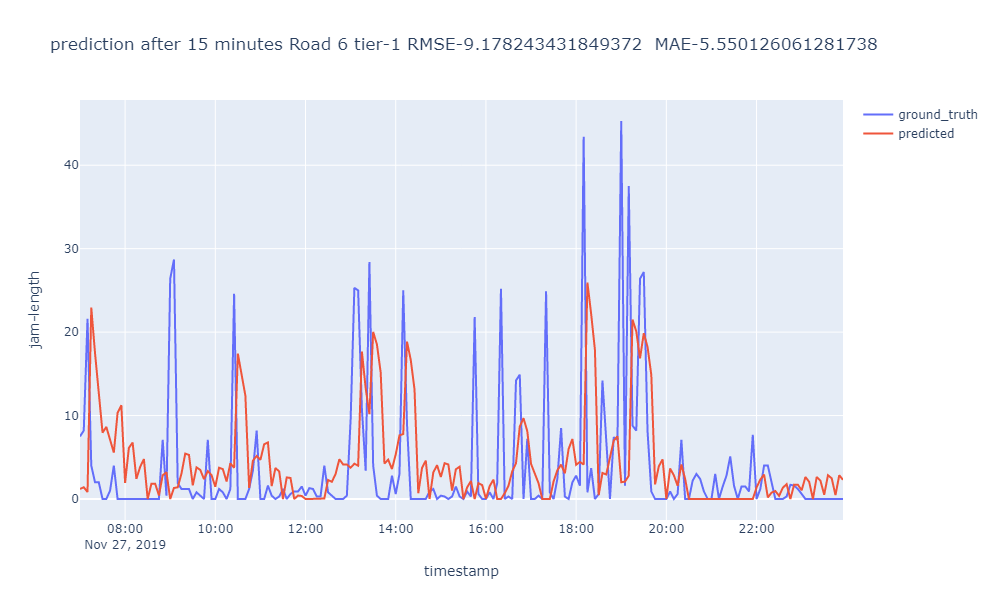 prediction after 15 minutes Road 6 tier-1 RMSE-9.178243431849372  MAE-5.550126061281738
ground_truth
predicted
40
30
20
10
0
jam-length
08:00
10:00
12:00
14:00
16:00
18:00
20:00
22:00
Nov 27, 2019
timestamp